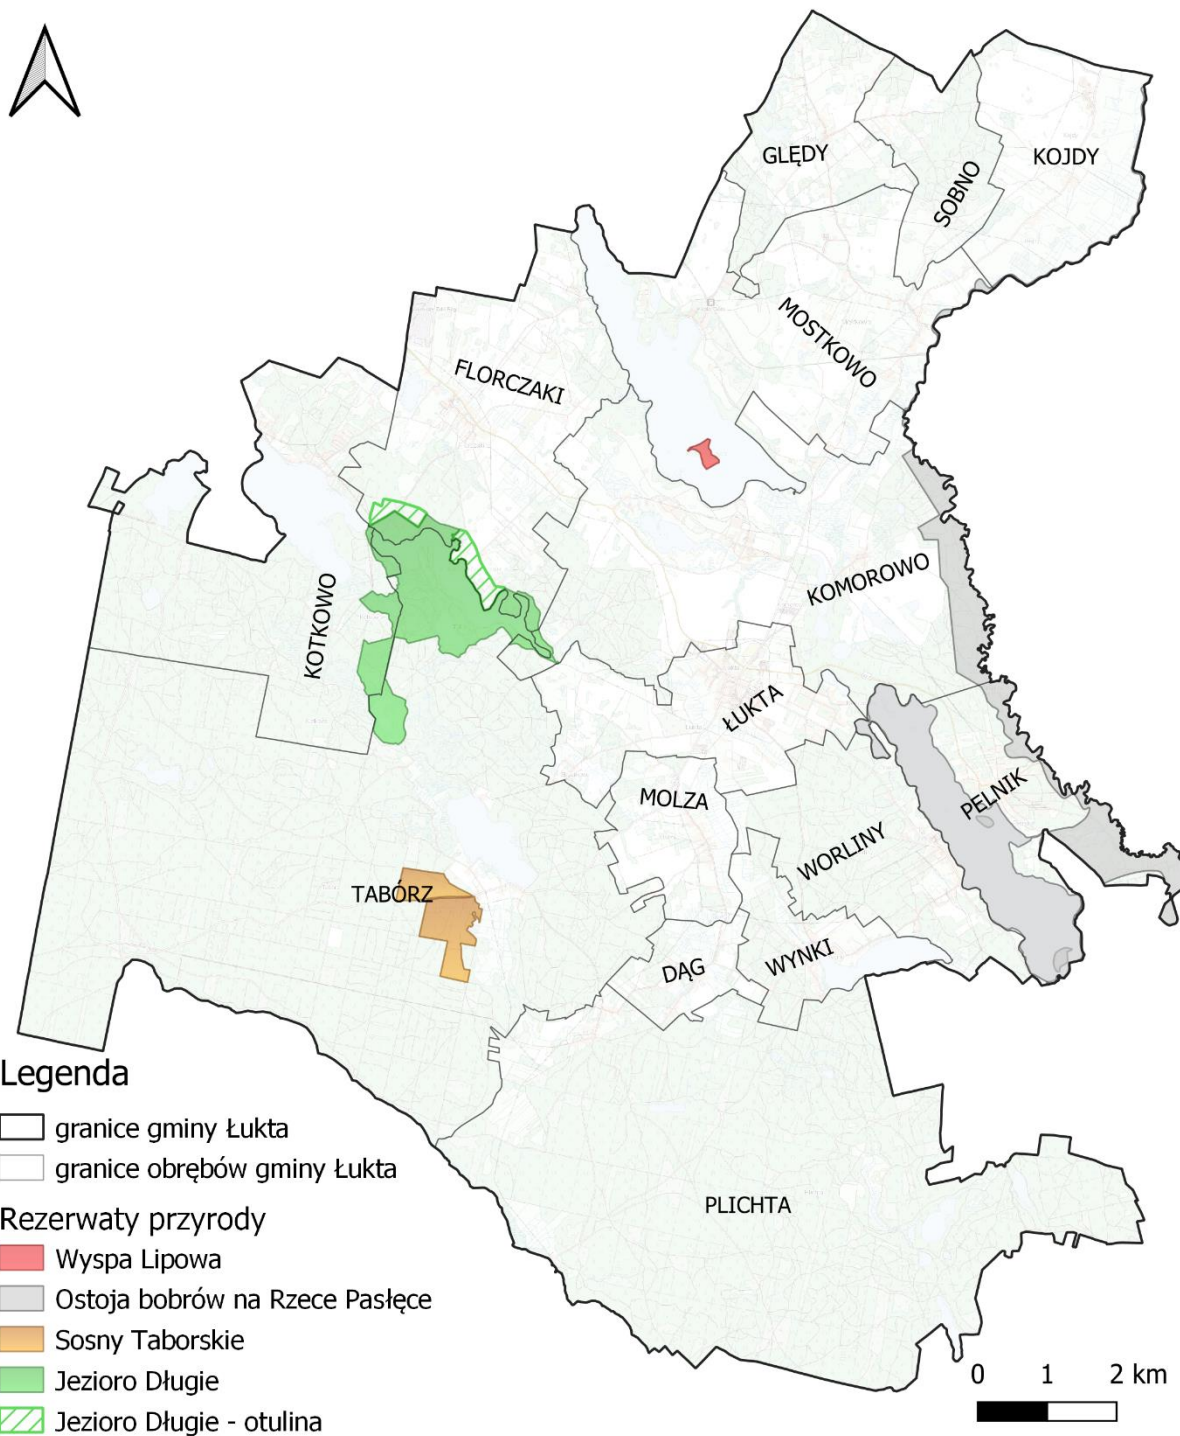 GLĘDY
SOBNO
KOJDY
MOSTKOWO
FLORCZAKI
KOMOROWO
KOTKOWO
ŁUKTA
PELNIK
MOLZA
WORLINY
TABÓRZ
DĄG
WYNKI
PLICHTA
Legenda
granice gminy Łukta
granice obrębów gminy Łukta
Rezerwaty przyrody
Wyspa Lipowa
Ostoja bobrów na Rzece Pasłęce
Sosny Taborskie
Jezioro Długie
Jezioro Długie - otulina
0 1 2 km